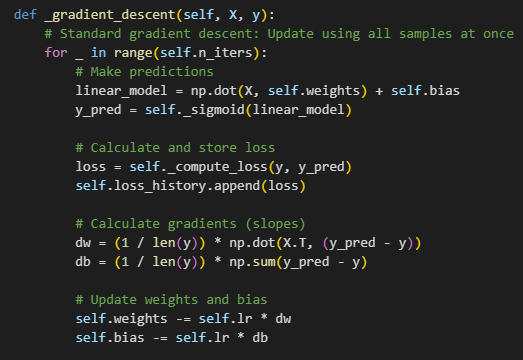 def _gradient_descent(self, X, y):
    # Standard gradient descent: Update using all samples at once
    for _ in range(self.n_iters):
        # Make predictions
        linear_model = np.dot(X, self.weights) + self.bias
        y_pred = self._sigmoid(linear_model)

        # Calculate and store loss
        loss = self._compute_loss(y, y_pred)
        self.loss_history.append(loss)

        # Calculate gradients (slopes)
        dw = (1 / len(y)) * np.dot(X.T, (y_pred - y))
        db = (1 / len(y)) * np.sum(y_pred - y)

        # Update weights and bias
        self.weights -= self.lr * dw
        self.bias -= self.lr * db